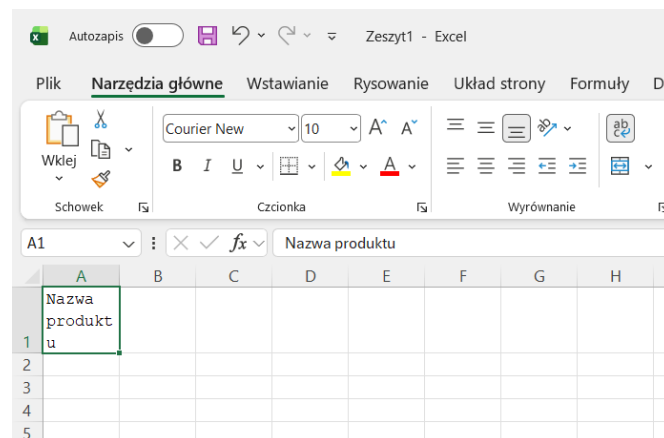 Autozapis Zeszyt1 - Excel
Plik Narzędzia główne Wstawianie Rysowanie Układ strony Formuły D
Wklej Courier New 10 A A ab
B I U A
Schowek Czcionka Wyrównanie
A1 fx Nazwa produktu
A B C D E F G H
Nazwa
produkt
1 u
2
3
4
5